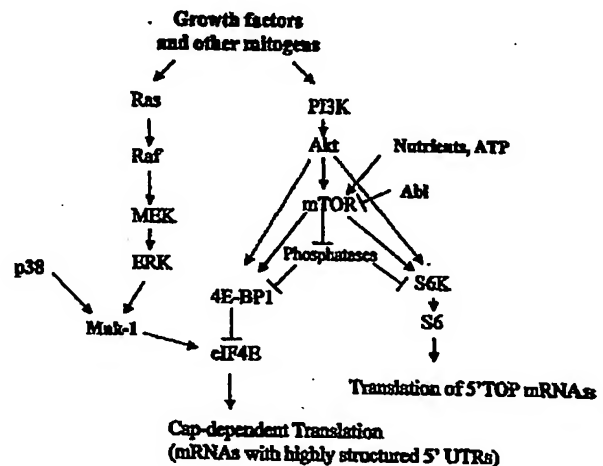 Growth factors
and other mitogens
Ras
PI3K
Raf
Akt
Nutrients, ATP
MEK
mTOR
Abl
ERK
Phosphatases
p38
4E-BP1
S6K
Mnk-1
eIF4E
S6
Translation of 5'TOP mRNAs
Cap-dependent Translation
(mRNAs with highly structured 5' UTRs)